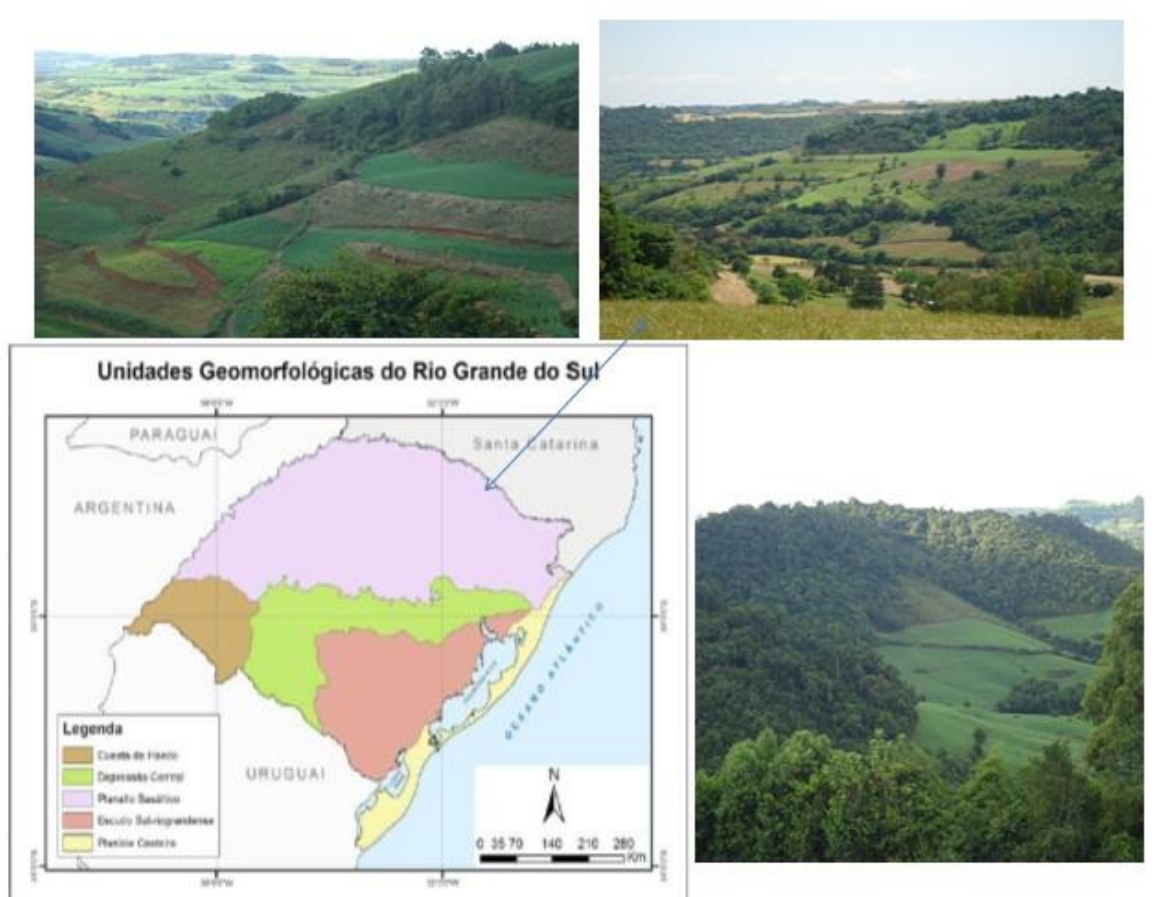 Unidades Geomorfológicas do Rio Grande do Sul
PARAGUAI
Santa Catarina
ARGENTINA
OCEANO ATLÂNTICO
Legenda
Cuesta de Haedo
Depressão Central
Planalto Basáltico
Escudo Sul-riograndense
Planície Costeira
URUGUAI
N
0 35 70 140 210 280
Km